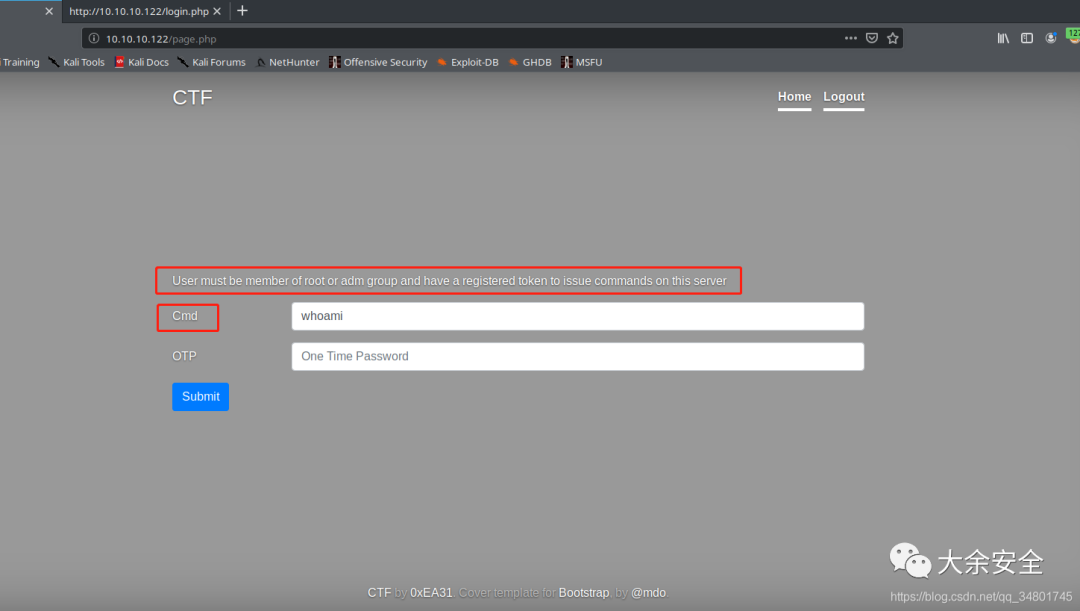 http://10.10.10.122/login.php
10.10.10.122/page.php
Training Kali Tools Kali Docs Kali Forums NetHunter Offensive Security Exploit-DB GHDB MSFU
CTF
Home Logout
User must be member of root or adm group and have a registered token to issue commands on this server
Cmd whoami
OTP One Time Password
Submit
大余安全
CTF by 0xEA31. Cover template for Bootstrap, by @mdo.
https://blog.csdn.net/qq_34801745